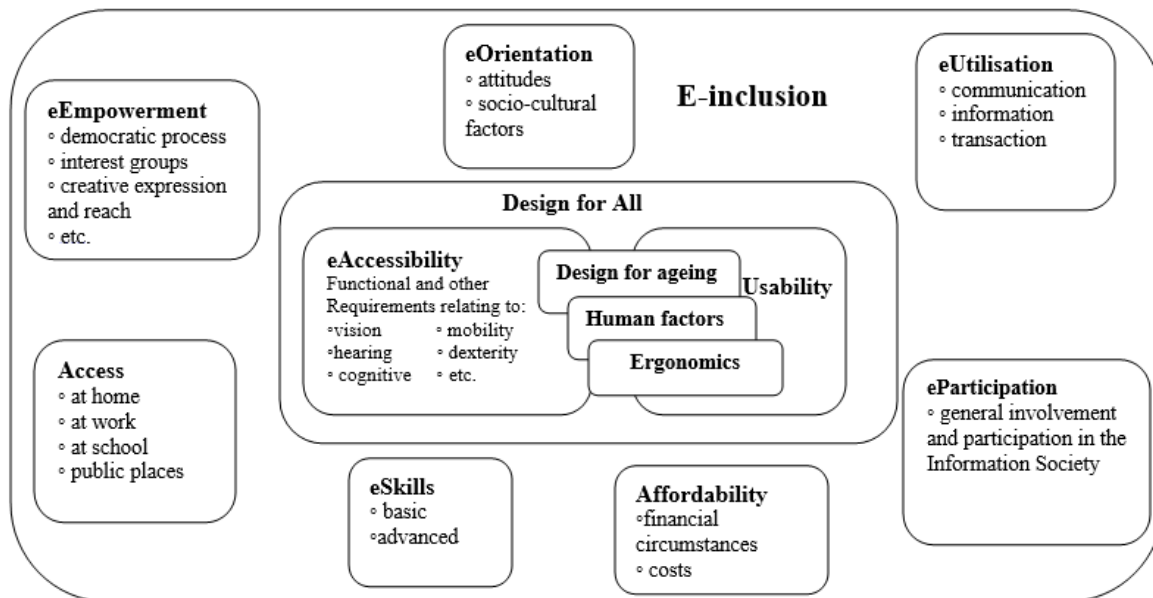 E-inclusion
eOrientation
◦ attitudes
◦ socio-cultural
factors
eUtilisation
◦ communication
◦ information
◦ transaction
eEmpowerment
◦ democratic process
◦ interest groups
◦ creative expression
and reach
◦ etc.
Design for All
eAccessibility
Functional and other
Requirements relating to:
◦vision
◦ mobility
◦hearing
◦ dexterity
◦ cognitive
◦ etc.
Design for ageing
Usability
Human factors
Ergonomics
Access
◦ at home
◦ at work
◦ at school
◦ public places
eParticipation
◦ general involvement
and participation in the
Information Society
eSkills
◦ basic
◦advanced
Affordability
◦financial
circumstances
◦ costs